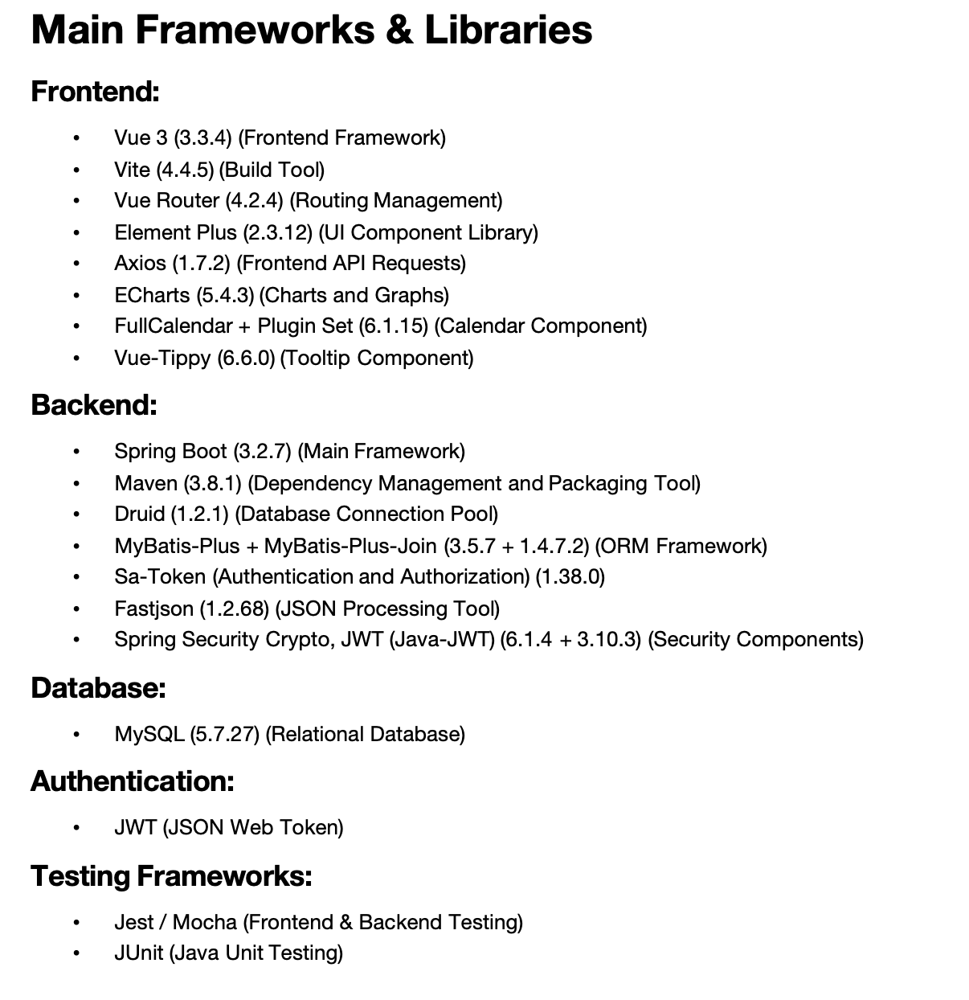 Main Frameworks & Libraries
Frontend:
• Vue 3 (3.3.4) (Frontend Framework)
• Vite (4.4.5) (Build Tool)
• Vue Router (4.2.4) (Routing Management)
• Element Plus (2.3.12) (UI Component Library)
• Axios (1.7.2) (Frontend API Requests)
• ECharts (5.4.3) (Charts and Graphs)
• FullCalendar + Plugin Set (6.1.15) (Calendar Component)
• Vue-Tippy (6.6.0) (Tooltip Component)
Backend:
• Spring Boot (3.2.7) (Main Framework)
• Maven (3.8.1) (Dependency Management and Packaging Tool)
• Druid (1.2.1) (Database Connection Pool)
• MyBatis-Plus + MyBatis-Plus-Join (3.5.7 + 1.4.7.2) (ORM Framework)
• Sa-Token (Authentication and Authorization) (1.38.0)
• Fastjson (1.2.68) (JSON Processing Tool)
• Spring Security Crypto, JWT (Java-JWT) (6.1.4 + 3.10.3) (Security Components)
Database:
• MySQL (5.7.27) (Relational Database)
Authentication:
• JWT (JSON Web Token)
Testing Frameworks:
• Jest / Mocha (Frontend & Backend Testing)
• JUnit (Java Unit Testing)